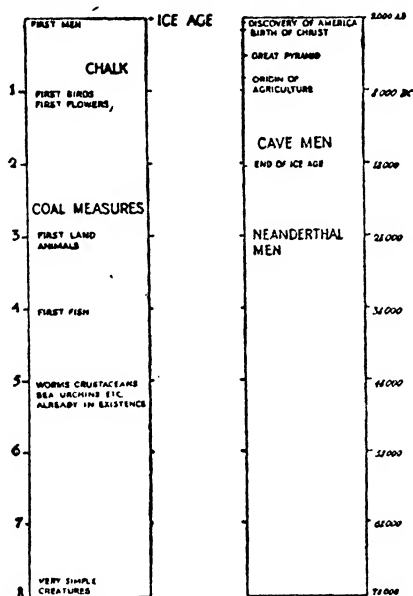 ICE AGE
FIRST MEN
CHALK
1
FIRST BIRDS
FIRST FLOWERS,
2
COAL MEASURES
3
FIRST LAND
ANIMALS
4
FIRST FISH
5
WORMS CRUSTACEANS
SEA URCHINS ETC.
ALREADY IN EXISTENCE
6
7
VERY SIMPLE
CREATURES
8
2000 AD
DISCOVERY OF AMERICA
BIRTH OF CHRIST
GREAT PYRAMID
ORIGIN OF
AGRICULTURE
8000 BC
CAVE MEN
END OF ICE AGE
NEANDERTHAL
MEN